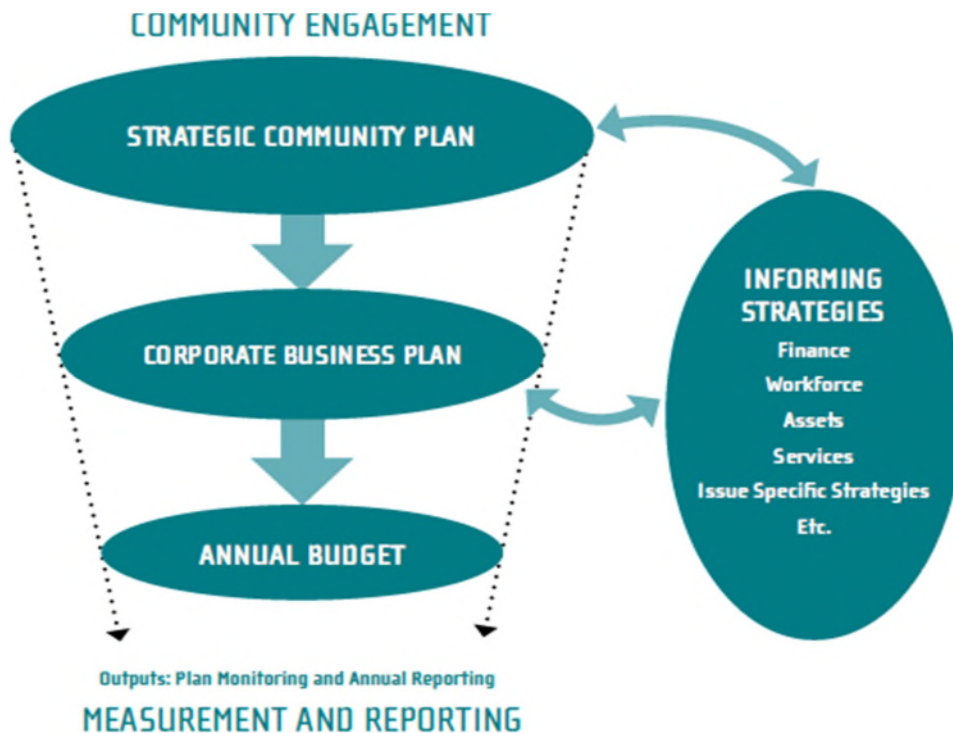 COMMUNITY ENGAGEMENT
STRATEGIC COMMUNITY PLAN
CORPORATE BUSINESS PLAN
ANNUAL BUDGET
INFORMING
STRATEGIES
Finance
Workforce
Assets
Services
Issue Specific Strategies
Etc.
Outputs: Plan Monitoring and Annual Reporting
MEASUREMENT AND REPORTING